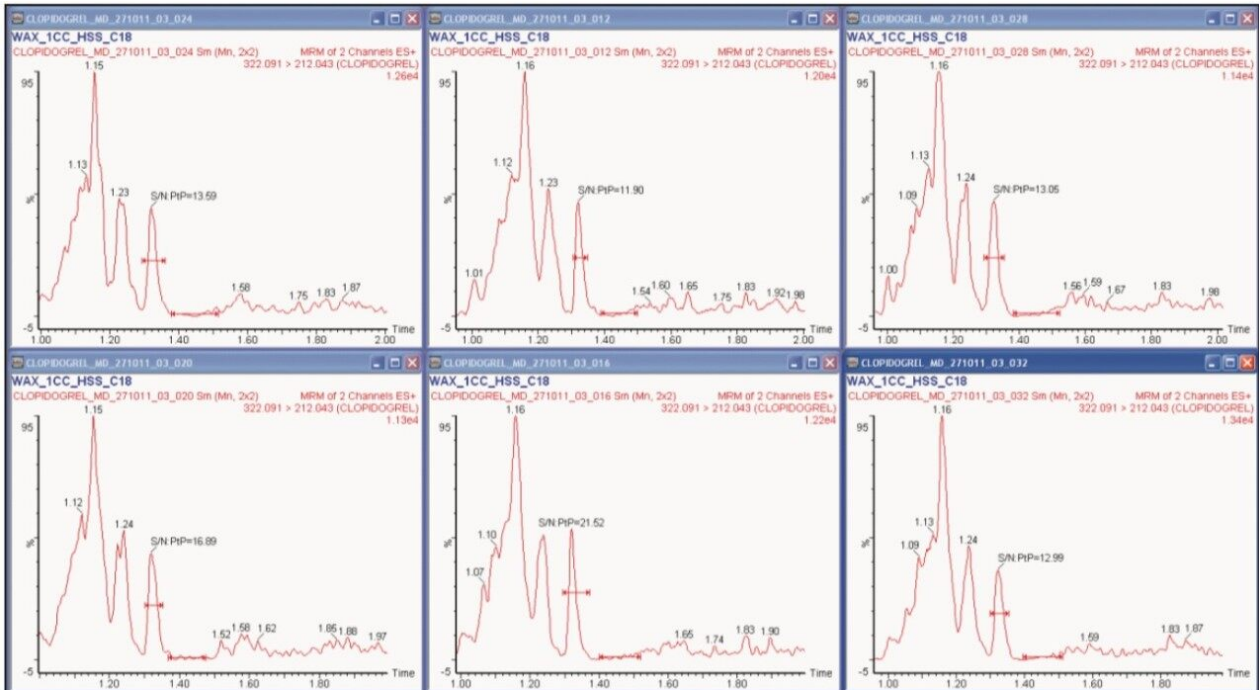 CLOPIDOGREL_MD_271011_03_024
WAX_1CC_HSS_C18
CLOPIDOGREL_MD_271011_03_024 Sm (Mn, 2x2) MRM of 2 Channels ES+
322.091 > 212.043 (CLOPIDOGREL)
1.26e4
95
1.15
1.13
1.23
S/N:PtP=13.59
%
1.58
1.75
1.83
1.87
-5
1.00 1.20 1.40 1.60 1.80 2.00 Time
CLOPIDOGREL_MD_271011_03_012
WAX_1CC_HSS_C18
CLOPIDOGREL_MD_271011_03_012 Sm (Mn, 2x2) MRM of 2 Channels ES+
322.091 > 212.043 (CLOPIDOGREL)
1.20e4
95
1.16
1.12
1.23
S/N:PtP=11.90
%
1.01
1.54
1.60
1.65
1.75
1.83
1.92
1.98
-5
1.00 1.20 1.40 1.60 1.80 2.00 Time
CLOPIDOGREL_MD_271011_03_028
WAX_1CC_HSS_C18
CLOPIDOGREL_MD_271011_03_028 Sm (Mn, 2x2) MRM of 2 Channels ES+
322.091 > 212.043 (CLOPIDOGREL)
1.14e4
95
1.16
1.13
1.09
1.24
S/N:PtP=13.05
%
1.00
1.56
1.59
1.67
1.83
1.98
-5
1.00 1.20 1.40 1.60 1.80 2.00 Time
CLOPIDOGREL_MD_271011_03_020
WAX_1CC_HSS_C18
CLOPIDOGREL_MD_271011_03_020 Sm (Mn, 2x2) MRM of 2 Channels ES+
322.091 > 212.043 (CLOPIDOGREL)
1.13e4
95
1.15
1.12
1.24
S/N:PtP=16.89
%
1.52
1.58
1.62
1.85
1.88
1.97
-5
1.20 1.40 1.60 1.80 Time
CLOPIDOGREL_MD_271011_03_016
WAX_1CC_HSS_C18
CLOPIDOGREL_MD_271011_03_016 Sm (Mn, 2x2) MRM of 2 Channels ES+
322.091 > 212.043 (CLOPIDOGREL)
1.22e4
95
1.16
1.10
1.07
S/N:PtP=21.52
%
1.65
1.74
1.83
1.90
-5
1.00 1.20 1.40 1.60 1.80 Time
CLOPIDOGREL_MD_271011_03_032
WAX_1CC_HSS_C18
CLOPIDOGREL_MD_271011_03_032 Sm (Mn, 2x2) MRM of 2 Channels ES+
322.091 > 212.043 (CLOPIDOGREL)
1.34e4
95
1.16
1.13
1.09
1.24
S/N:PtP=12.99
%
1.59
1.83
1.87
-5
1.00 1.20 1.40 1.60 1.80 Time